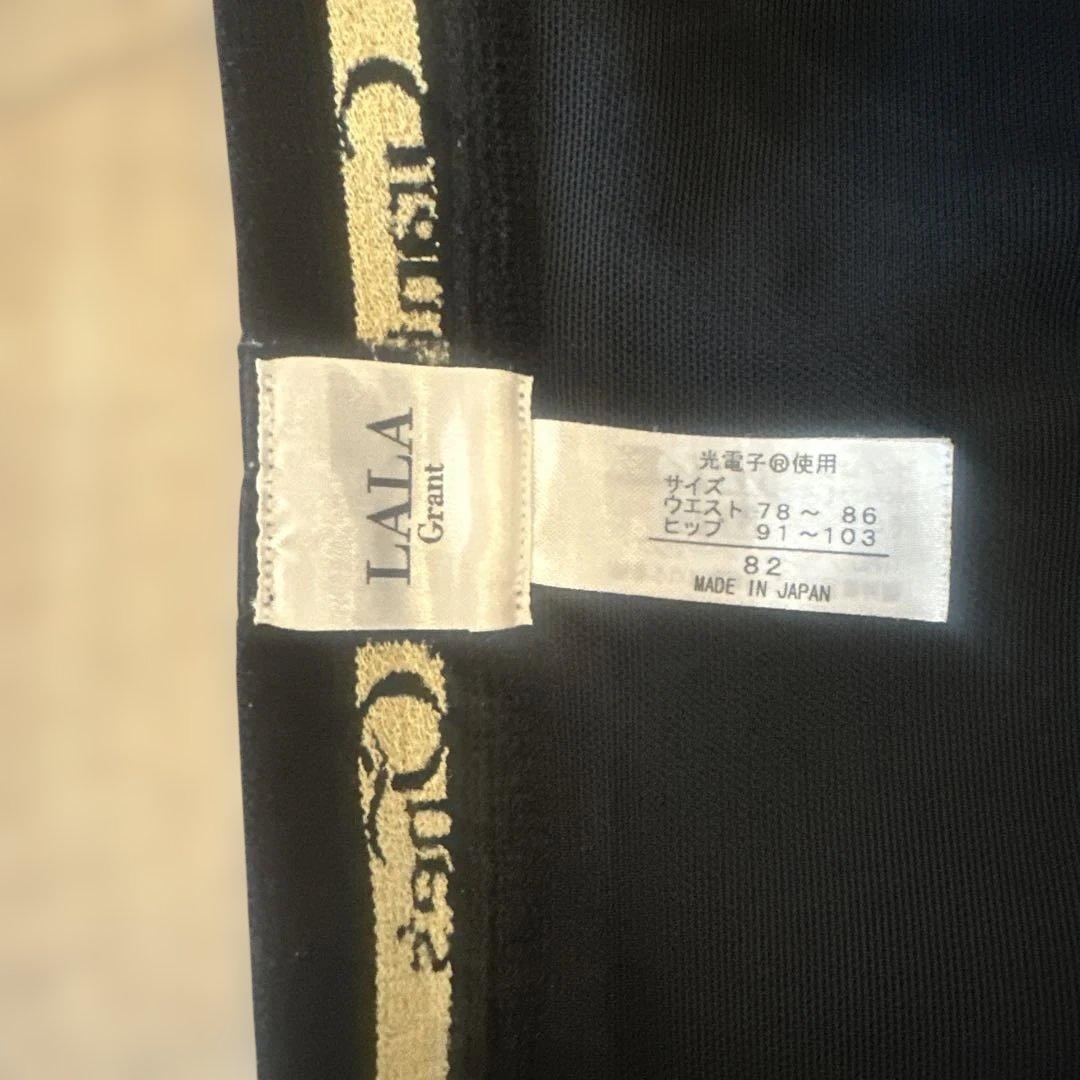 LALA
Grant
光電子®使用
サイズ
ウエスト 78～ 86
ヒップ 91～103
82
MADE IN JAPAN